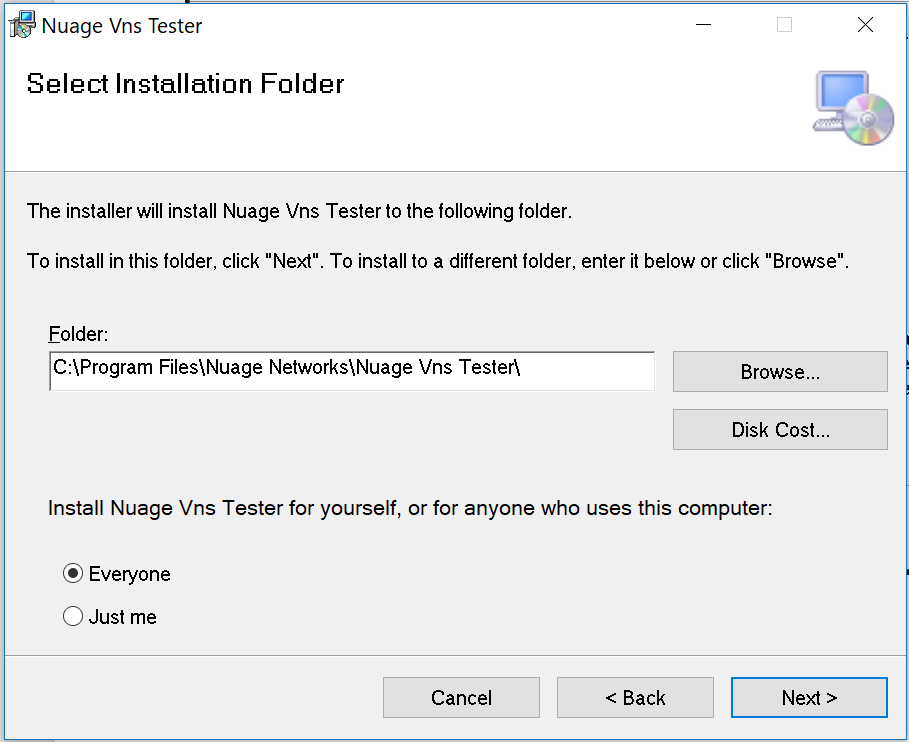 Nuage Vns Tester
Select Installation Folder
The installer will install Nuage Vns Tester to the following folder.
To install in this folder, click "Next". To install to a different folder, enter it below or click "Browse".
Folder:
C:\Program Files\Nuage Networks\Nuage Vns Tester\
Browse...
Disk Cost...
Install Nuage Vns Tester for yourself, or for anyone who uses this computer:
Everyone
Just me
Cancel
< Back
Next >